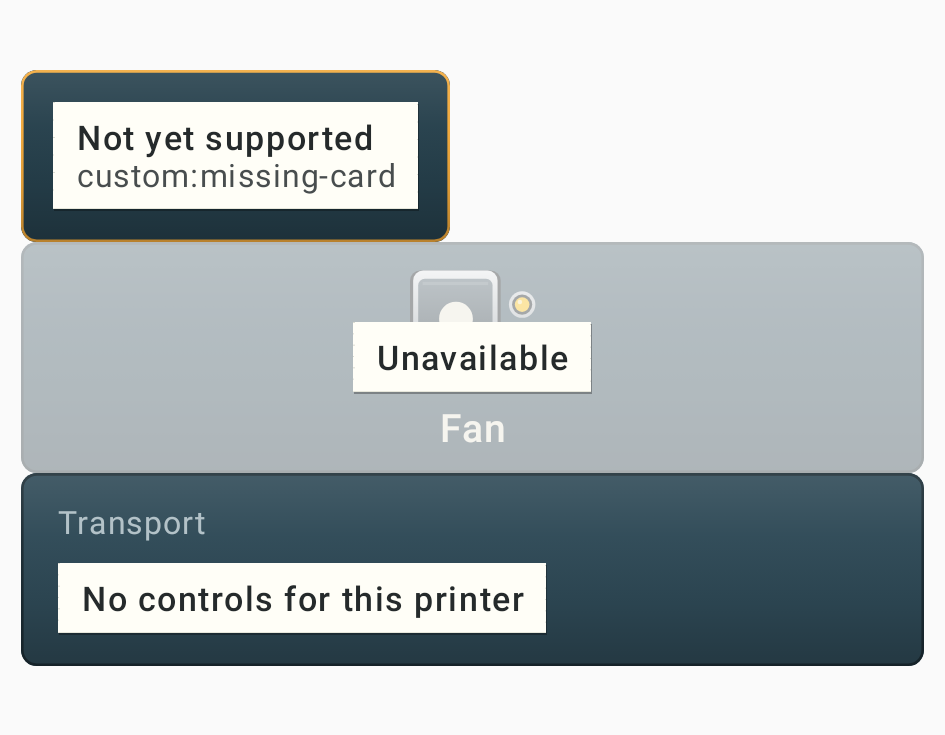 Not yet supported
custom:missing-card
Unavailable
Fan
Transport
No controls for this printer